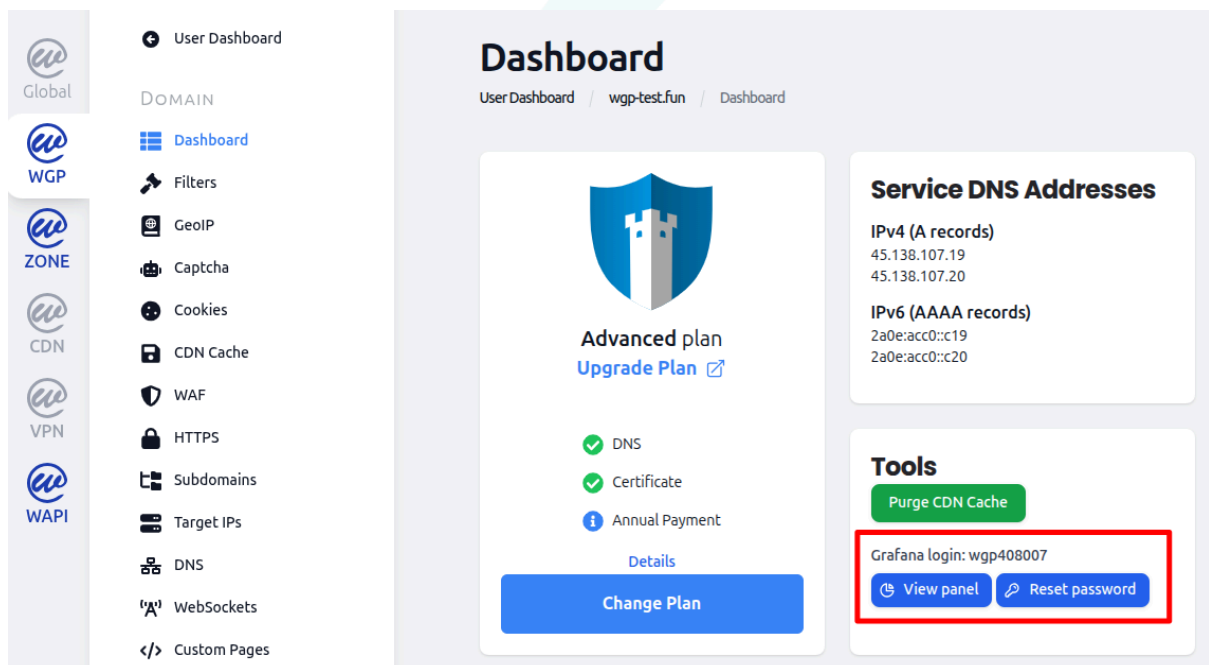 Global
WGP
ZONE
CDN
VPN
WAPI
User Dashboard
DOMAIN
Dashboard
Filters
GeoIP
Captcha
Cookies
CDN Cache
WAF
HTTPS
Subdomains
Target IPs
DNS
WebSockets
Custom Pages
Dashboard
User Dashboard / wgp-test.fun / Dashboard
Advanced plan
Upgrade Plan
DNS
Certificate
Annual Payment
Details
Change Plan
Service DNS Addresses
IPv4 (A records)
45.138.107.19
45.138.107.20
IPv6 (AAAA records)
2a0e:acc0::c19
2a0e:acc0::c20
Tools
Purge CDN Cache
Grafana login: wgp408007
View panel
Reset password